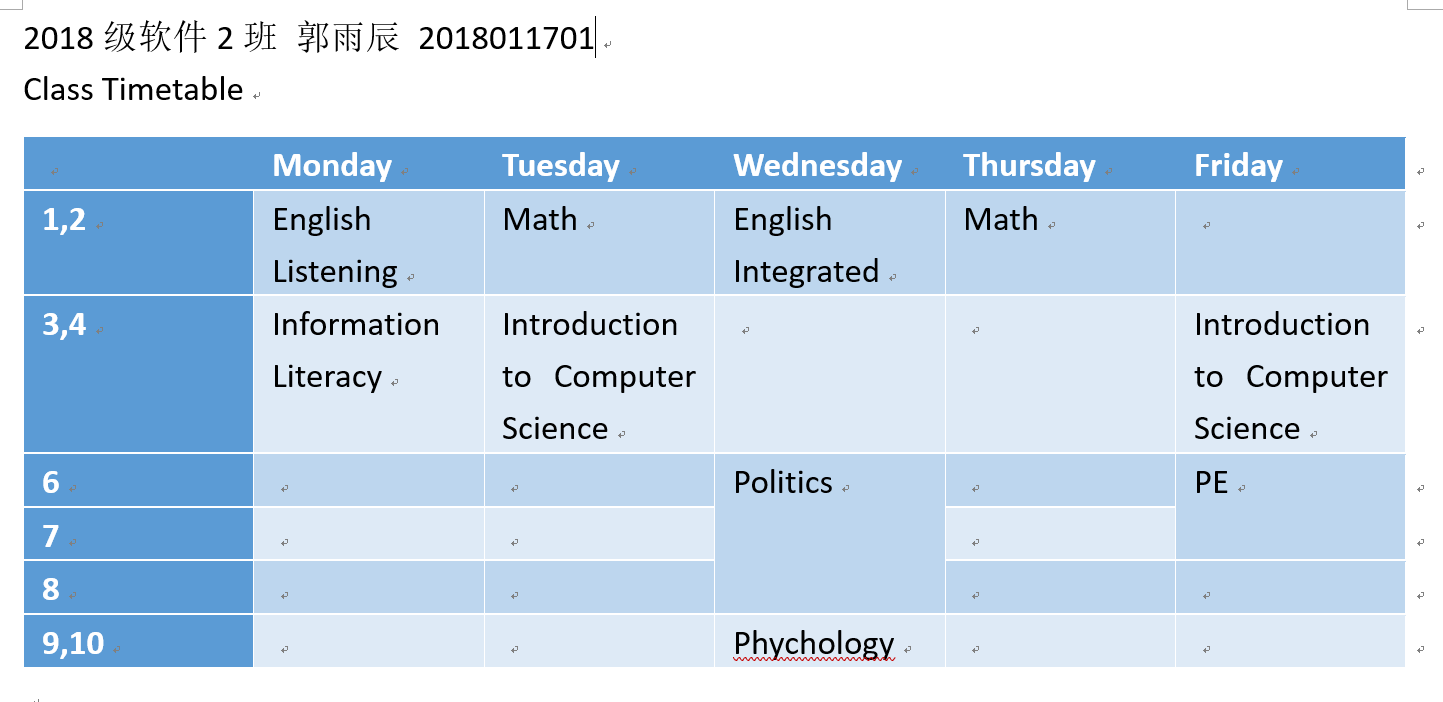 2018 级软件 2 班 郭雨辰 2018011701
Class Timetable
Monday Tuesday Wednesday Thursday Friday
1,2 English Math English Math
Listening Integrated
3,4 Information Introduction Introduction
Literacy to Computer to Computer
Science Science
6 Politics PE
7
8
9,10 Phychology